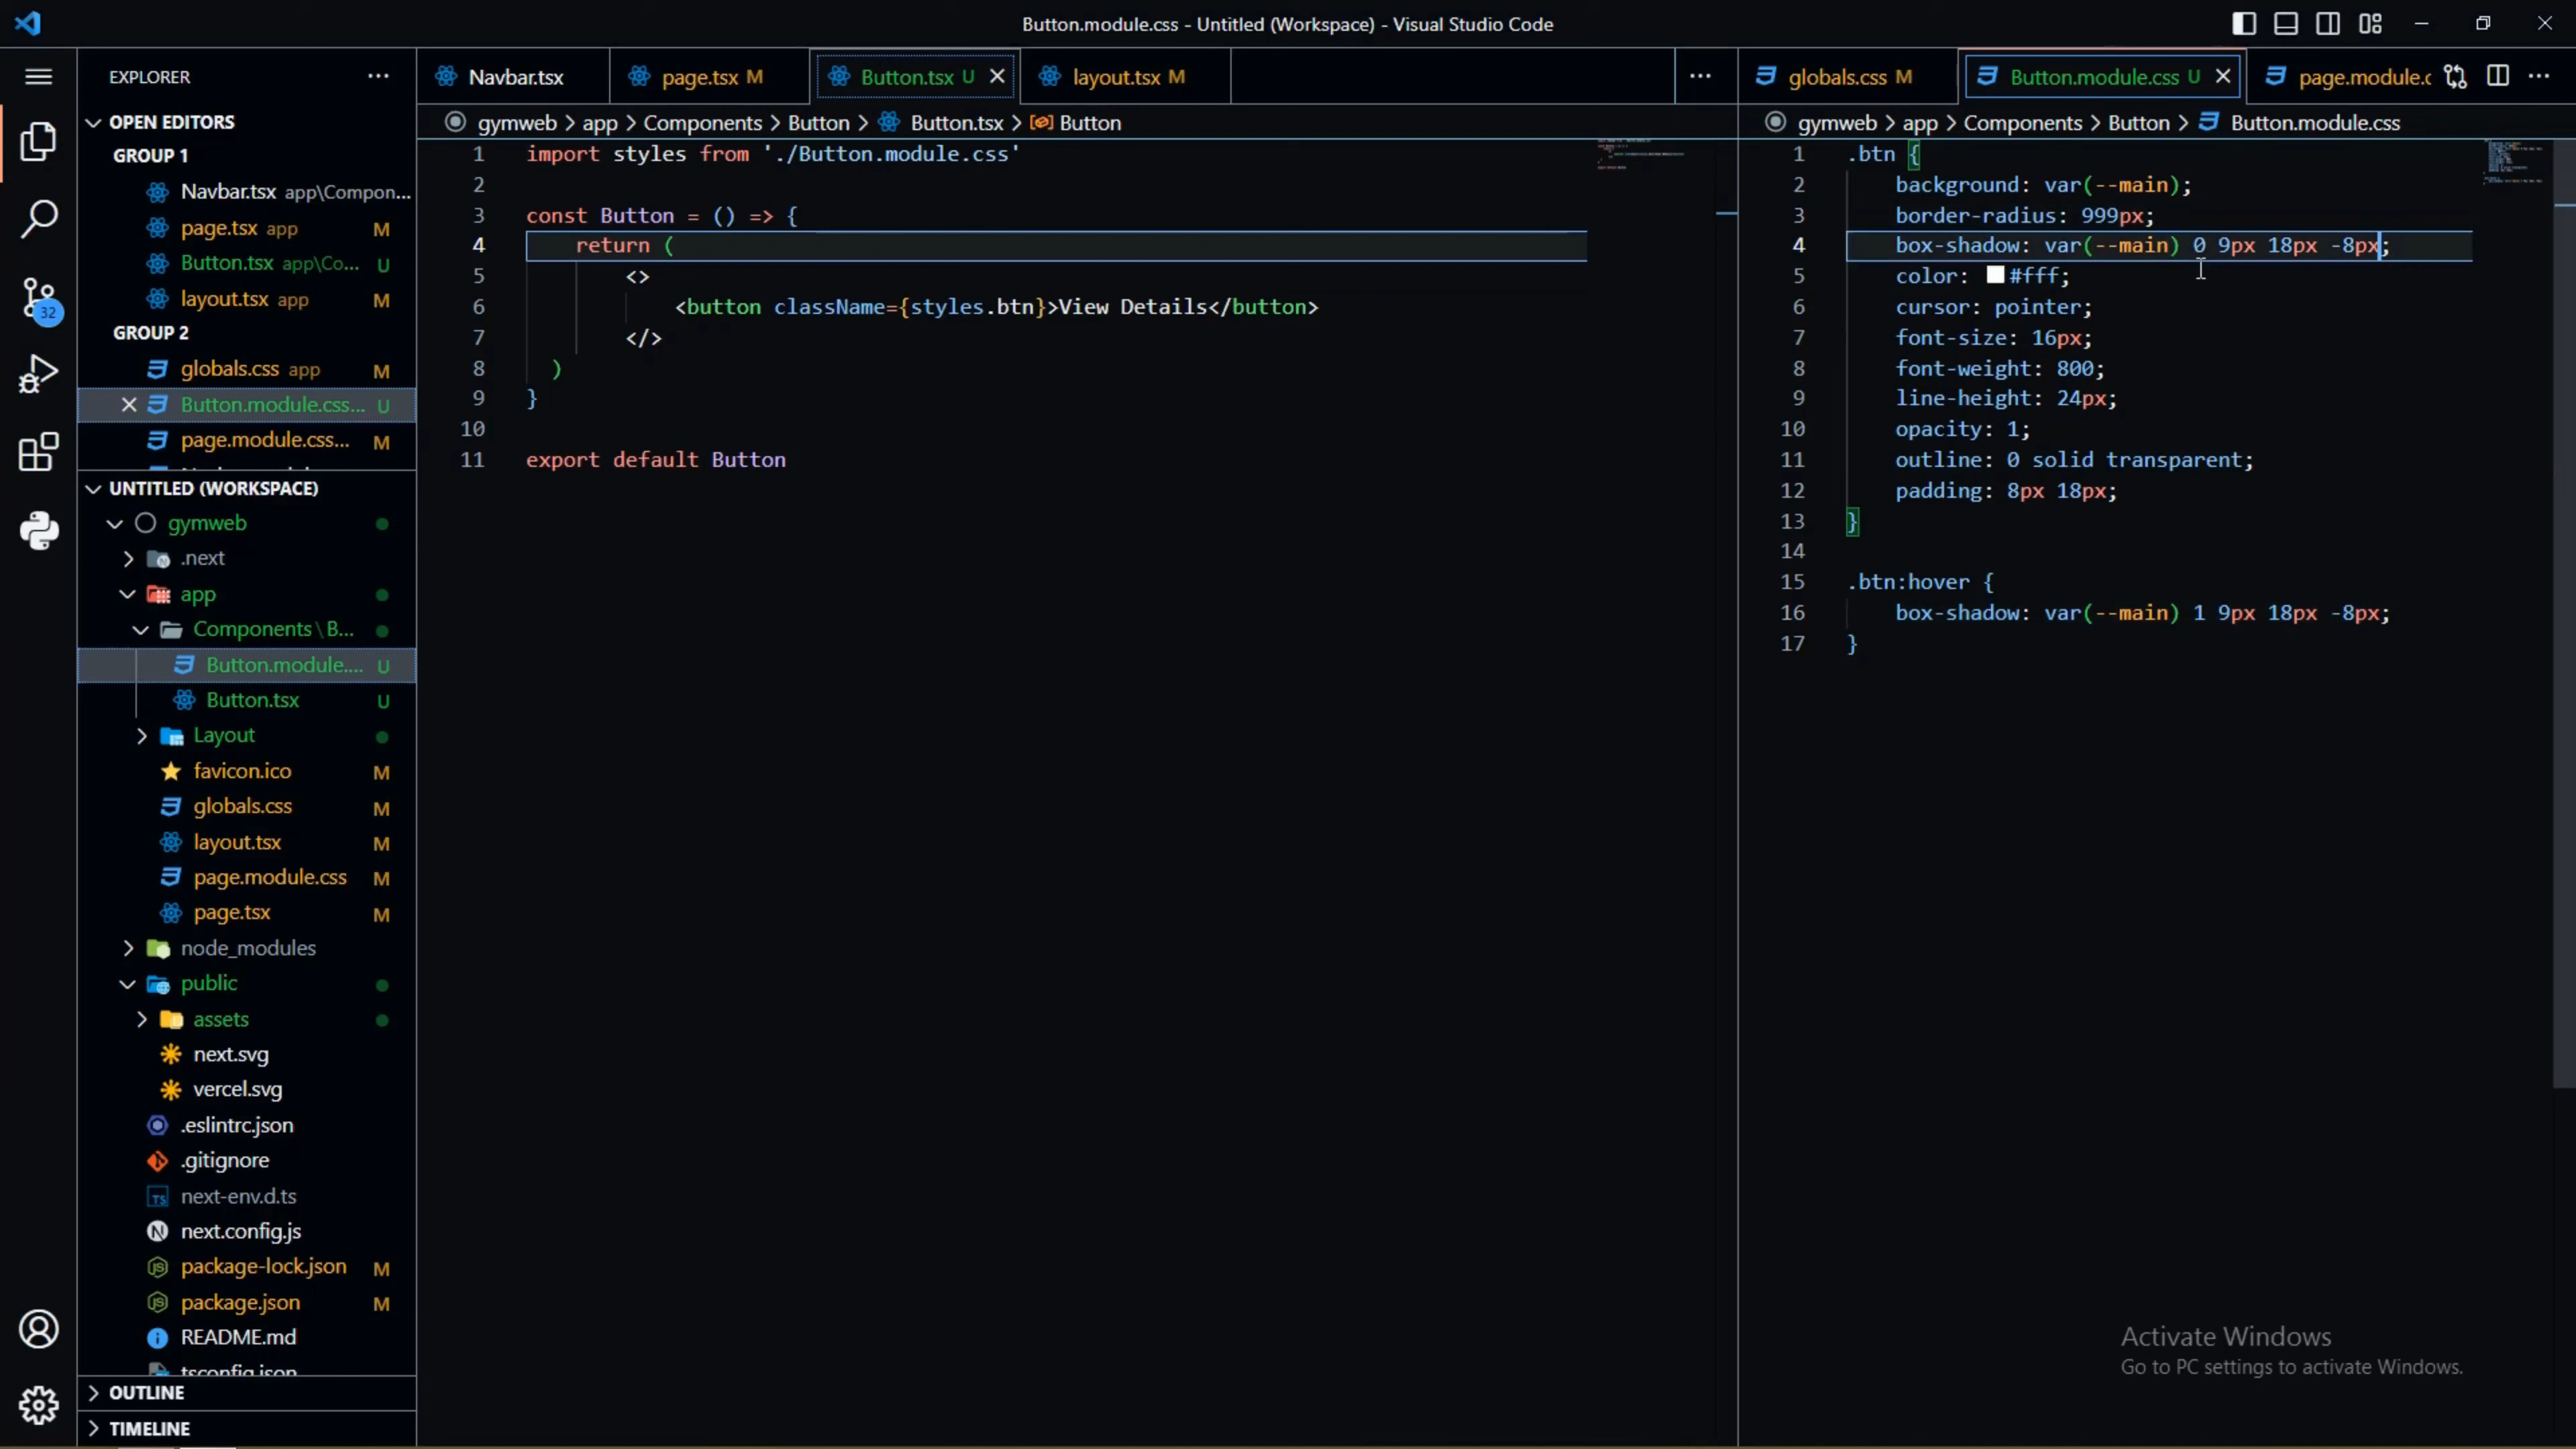 Button.module.css - Untitled (Workspace) - Visual Studio Code
EXPLORER
OPEN EDITORS
GROUP 1
Navbar.tsx app\Compon...
page.tsx app M
Button.tsx app\Co... U
layout.tsx app M
GROUP 2
globals.css app M
Button.module.css... U
page.module.css... M
32
UNTITLED (WORKSPACE)
gymweb
.next
app
Components\B...
Button.module.... U
Button.tsx U
Layout
favicon.ico M
globals.css M
layout.tsx M
page.module.css M
page.tsx M
node_modules
public
assets
next.svg
vercel.svg
.eslintrc.json
.gitignore
next-env.d.ts
next.config.js
package-lock.json M
package.json M
README.md
tsconfig.json
OUTLINE
TIMELINE
Navbar.tsx page.tsx M Button.tsx U layout.tsx M
gymweb > app > Components > Button > Button.tsx > Button
1 import styles from './Button.module.css'
2
3 const Button = () => {
4 return (
5 <>
6 <button className={styles.btn}>View Details</button>
7 </>
8 )
9 }
10
11 export default Button
globals.css M Button.module.css U page.module.c
gymweb > app > Components > Button > Button.module.css
1 .btn {
2 background: var(--main);
3 border-radius: 999px;
4 box-shadow: var(--main) 0 9px 18px -8px;
5 color: #fff;
6 cursor: pointer;
7 font-size: 16px;
8 font-weight: 800;
9 line-height: 24px;
10 opacity: 1;
11 outline: 0 solid transparent;
12 padding: 8px 18px;
13 }
14
15 .btn:hover {
16 box-shadow: var(--main) 1 9px 18px -8px;
17 }
Activate Windows
Go to PC settings to activate Windows.